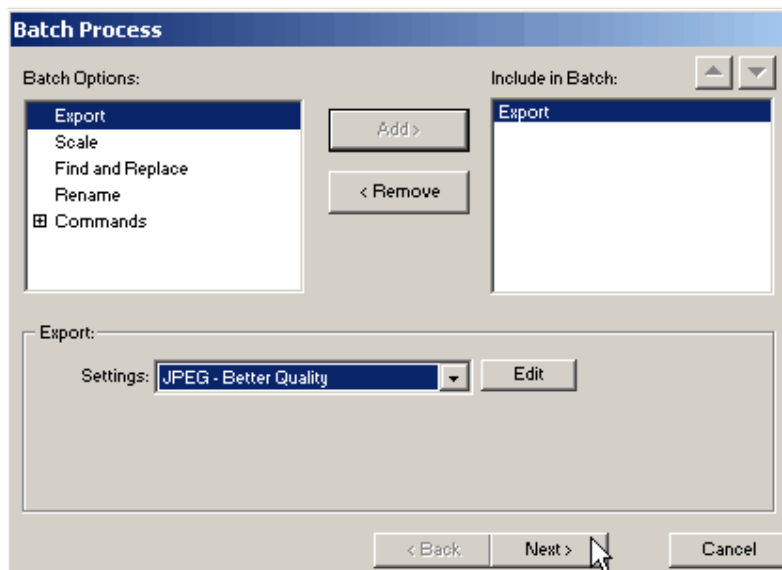 Batch Process
Batch Options:
Include in Batch:
Export
Scale
Find and Replace
Rename
Commands
Add >
< Remove
Export
Export:
Settings: JPEG - Better Quality
Edit
< Back
Next >
Cancel